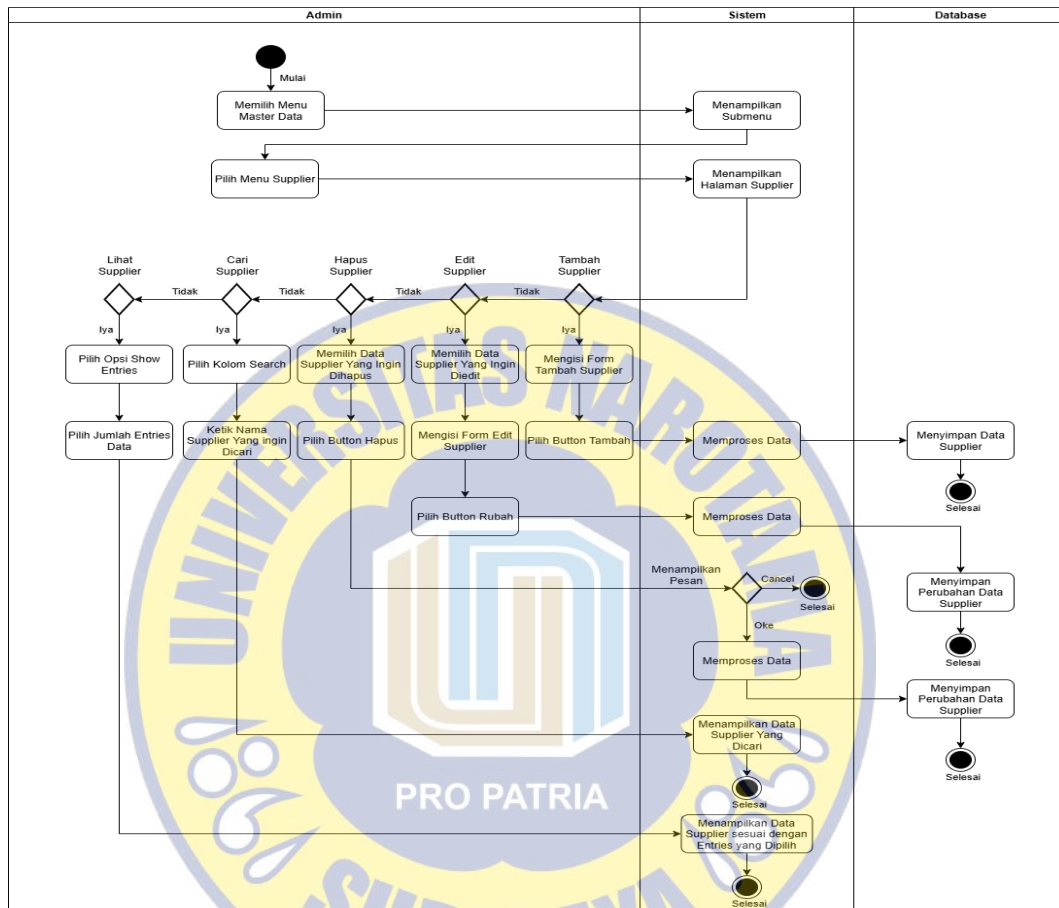 Admin
Sistem
Database
Mulai
Memilih Menu
Master Data
Menampilkan
Submenu
Pilih Menu Supplier
Menampilkan
Halaman Supplier
Lihat
Supplier
Cari
Supplier
Hapus
Supplier
Edit
Supplier
Tambah
Supplier
Tidak
Tidak
Tidak
Tidak
Iya
Iya
Iya
Iya
Iya
Pilih Opsi Show
Entries
Pilih Kolom Search
Memilih Data
Supplier Yang Ingin
Dihapus
Memilih Data
Supplier Yang Ingin
Diedit
Mengisi Form
Tambah Supplier
Pilih Jumlah Entries
Data
Ketik Nama
Supplier Yang ingin
Dicari
Pilih Button Hapus
Mengisi Form Edit
Supplier
Pilih Button Tambah
Memproses Data
Menyimpan Data
Supplier
Selesai
Pilih Button Rubah
Memproses Data
Menampilkan
Pesan
Cancel
Selesai
Menyimpan
Perubahan Data
Supplier
Selesai
Oke
Memproses Data
Menyimpan
Perubahan Data
Supplier
Selesai
Menampilkan Data
Supplier Yang
Dicari
Selesai
Menampilkan Data
Supplier sesuai dengan
Entries yang Dipilih
Selesai
UNIVERSITAS NAROTAMA
PRO PATRIA
SURABAYA